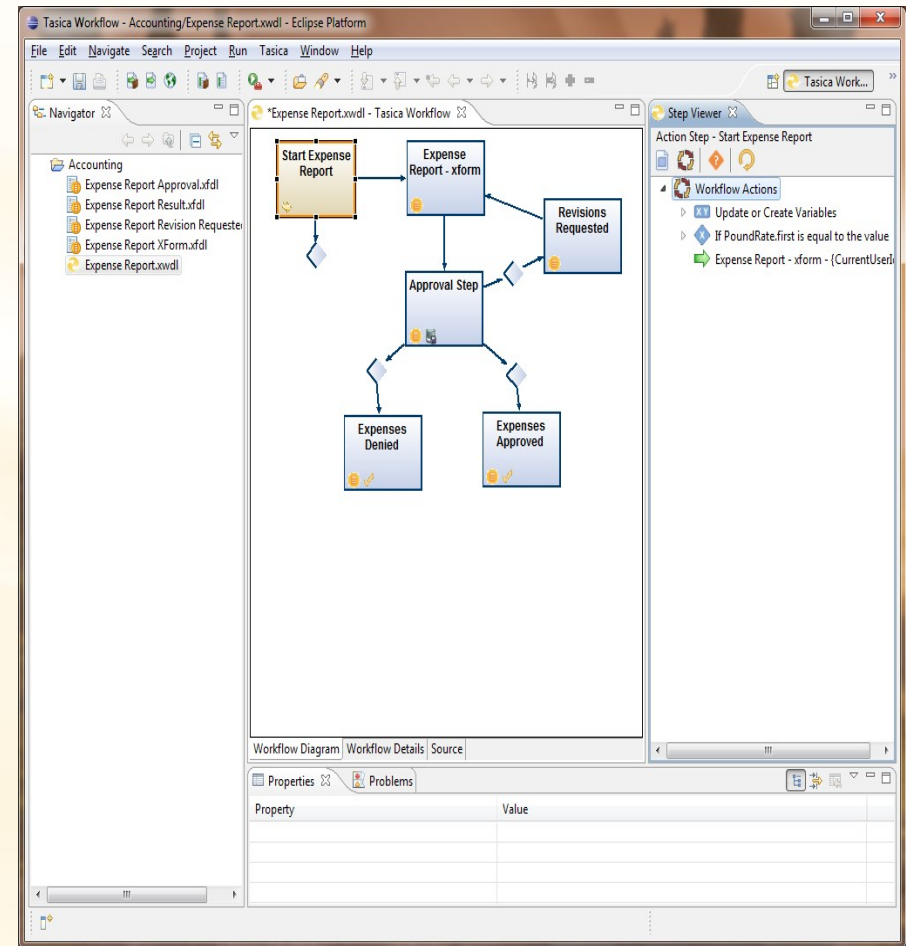 Tasica Workflow - Accounting/Expense Report.xwdl - Eclipse Platform
File Edit Navigate Search Project Run Tasica Window Help
Tasica Work... »
Navigator
Accounting
Expense Report Approval.xfdl
Expense Report Result.xfdl
Expense Report Revision Requeste
Expense Report XForm.xfdl
Expense Report.xwdl
*Expense Report.xwdl - Tasica Workflow
Start Expense
Report
Expense
Report - xform
Revisions
Requested
Approval Step
Expenses
Denied
Expenses
Approved
Workflow Diagram Workflow Details Source
Step Viewer
Action Step - Start Expense Report
Workflow Actions
XY Update or Create Variables
X If PoundRate.first is equal to the value
Expense Report - xform - {CurrentUserI
Properties Problems
Property Value